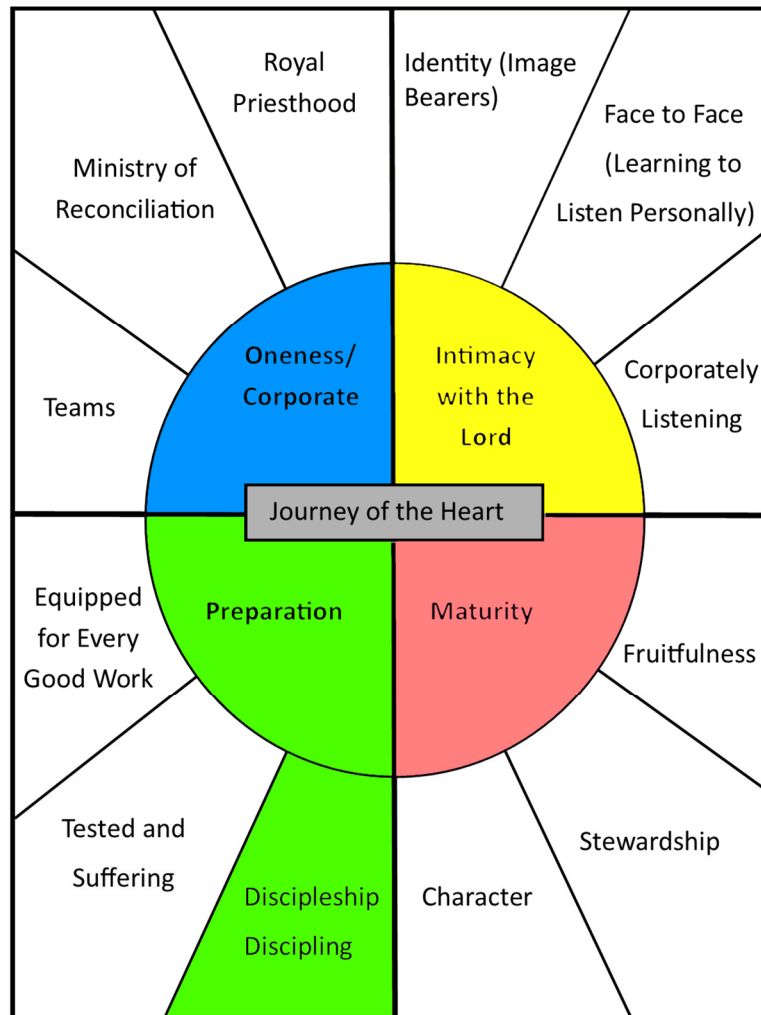 Royal
Priesthood
Identity (Image
Bearers)
Face to Face
(Learning to
Listen Personally)
Ministry of
Reconciliation
Oneness/
Corporate
Intimacy
with the
Lord
Corporately
Listening
Teams
Journey of the Heart
Equipped
for Every
Good Work
Preparation
Maturity
Fruitfulness
Tested and
Suffering
Discipleship
Discipling
Character
Stewardship